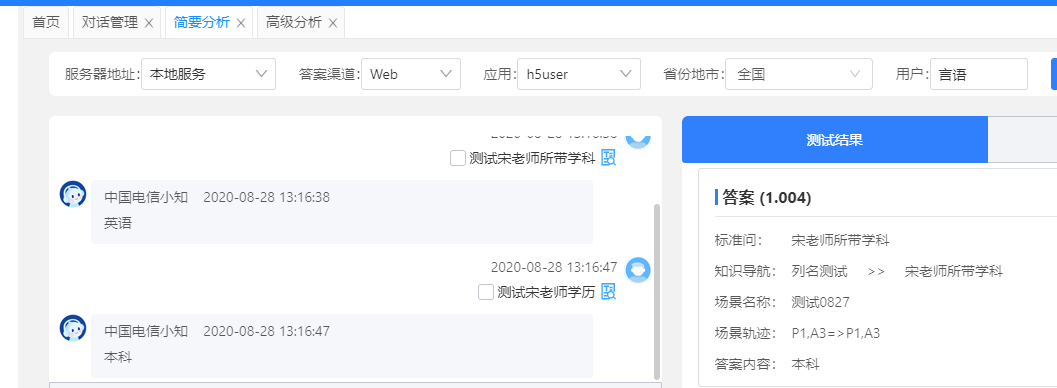 首页 对话管理 简要分析 高级分析
服务器地址: 本地服务 答案渠道: Web 应用: h5user 省份地市: 全国 用户: 言语
2020-08-28 13:16:38
测试宋老师所带学科
中国电信小知 2020-08-28 13:16:38
英语
2020-08-28 13:16:47
测试宋老师学历
中国电信小知 2020-08-28 13:16:47
本科
测试结果
答案 (1.004)
标准问: 宋老师所带学科
知识导航: 列名测试 >> 宋老师所带学科
场景名称: 测试0827
场景轨迹: P1,A3=>P1,A3
答案内容: 本科